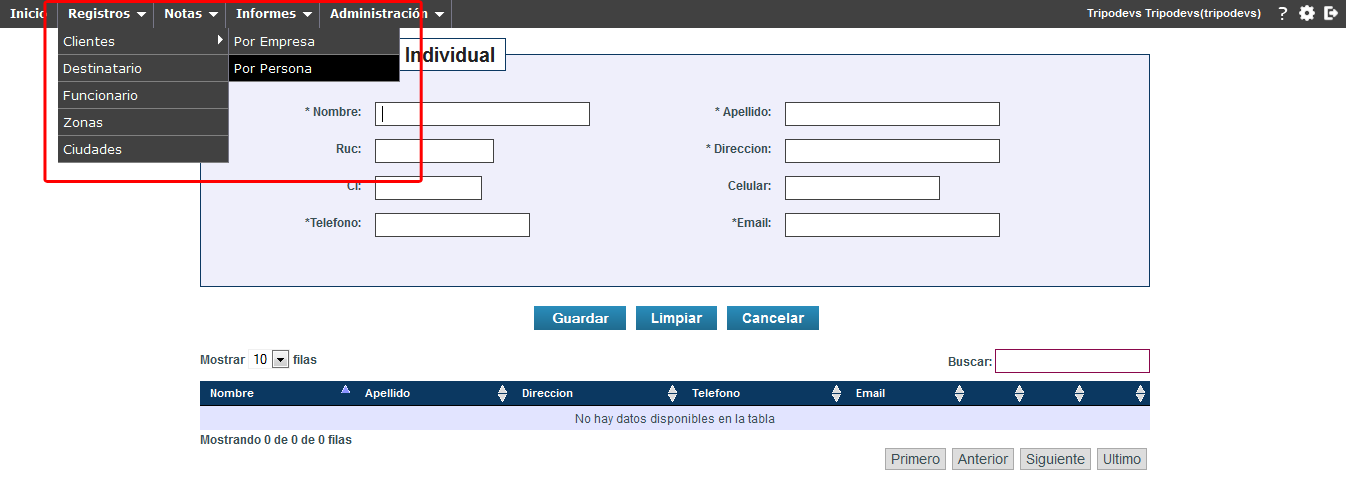 Inicio Registros Notas Informes Administración Tripodevs Tripodevs(tripodevs) ?
Clientes Por Empresa
Individual
Destinatario Por Persona
Funcionario
Zonas
Ciudades
* Nombre: * Apellido:
Ruc: * Direccion:
CI: Celular:
*Telefono: *Email:
Guardar Limpiar Cancelar
Mostrar 10 filas Buscar:
Nombre Apellido Direccion Telefono Email
No hay datos disponibles en la tabla
Mostrando 0 de 0 de 0 filas
Primero Anterior Siguiente Ultimo